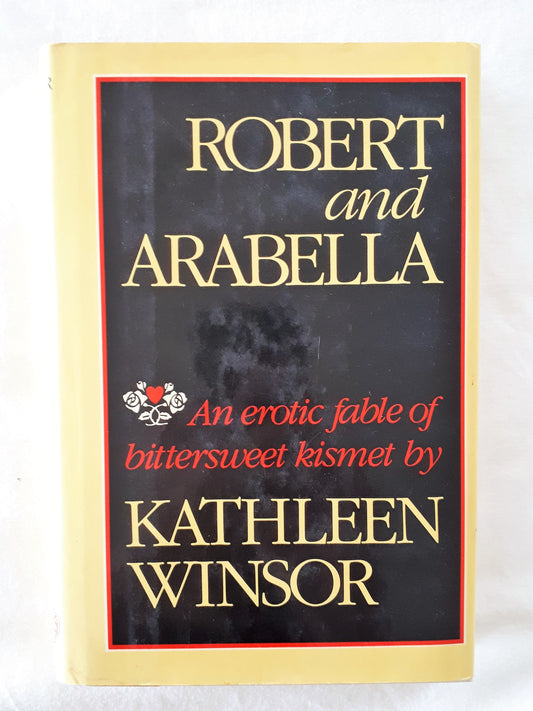 ROBERT
and
ARABELLA
An erotic fable of
bittersweet kismet by
KATHLEEN
WINSOR